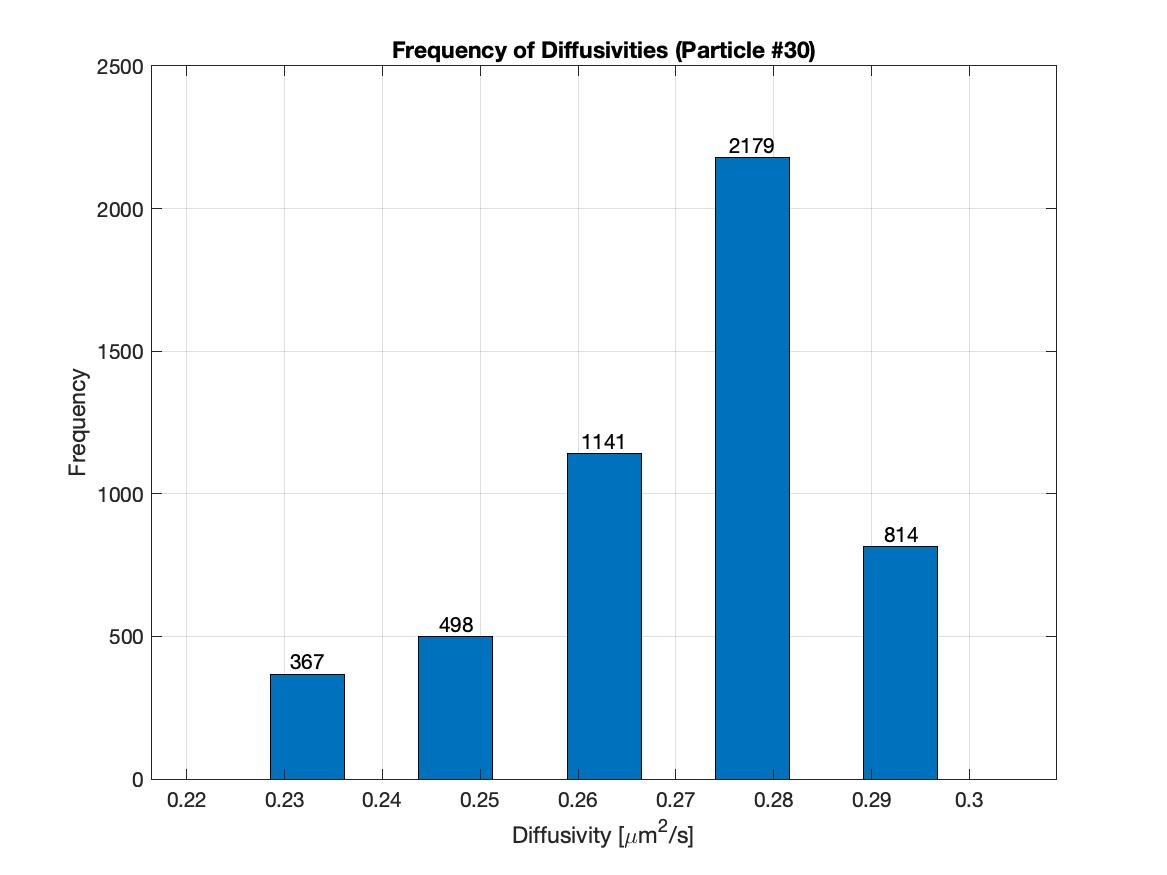 Frequency of Diffusivities (Particle #30)
2500
2000
1500
1000
500
0
Frequency
367
498
1141
2179
814
0.22 0.23 0.24 0.25 0.26 0.27 0.28 0.29 0.3
Diffusivity [μm²/s]